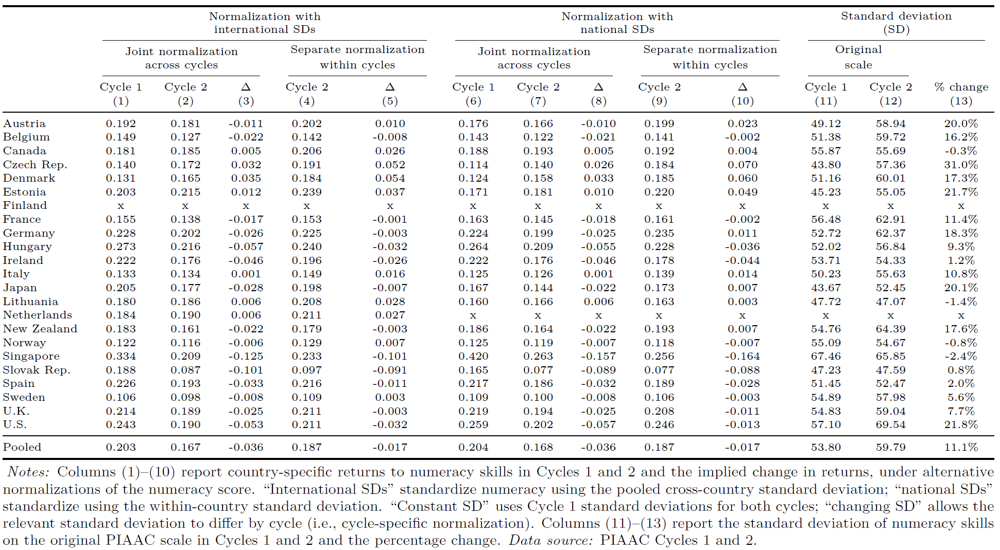 Normalization with Normalization with Standard deviation
international SDs national SDs (SD)
Joint normalization Separate normalization Joint normalization Separate normalization Original
across cycles within cycles across cycles within cycles scale
Cycle 1 Cycle 2 Δ Cycle 2 Δ Cycle 1 Cycle 2 Δ Cycle 2 Δ Cycle 1 Cycle 2 % change
(1) (2) (3) (4) (5) (6) (7) (8) (9) (10) (11) (12) (13)
Austria 0.192 0.181 -0.011 0.202 0.010 0.176 0.166 -0.010 0.199 0.023 49.12 58.94 20.0%
Belgium 0.149 0.127 -0.022 0.142 -0.008 0.143 0.122 -0.021 0.141 -0.002 51.38 59.72 16.2%
Canada 0.181 0.185 0.005 0.206 0.026 0.188 0.193 0.005 0.192 0.004 55.87 55.69 -0.3%
Czech Rep. 0.140 0.172 0.032 0.191 0.052 0.114 0.140 0.026 0.184 0.070 43.80 57.36 31.0%
Denmark 0.131 0.165 0.035 0.184 0.054 0.124 0.158 0.033 0.185 0.060 51.16 60.01 17.3%
Estonia 0.203 0.215 0.012 0.239 0.037 0.171 0.181 0.010 0.220 0.049 45.23 55.05 21.7%
Finland x x x x x x x x x x x x x
France 0.155 0.138 -0.017 0.153 -0.001 0.163 0.145 -0.018 0.161 -0.002 56.48 62.91 11.4%
Germany 0.228 0.202 -0.026 0.225 -0.003 0.224 0.199 -0.025 0.235 0.011 52.72 62.37 18.3%
Hungary 0.273 0.216 -0.057 0.240 -0.032 0.264 0.209 -0.055 0.228 -0.036 52.02 56.84 9.3%
Ireland 0.222 0.176 -0.046 0.196 -0.026 0.222 0.176 -0.046 0.178 -0.044 53.71 54.33 1.2%
Italy 0.133 0.134 0.001 0.149 0.016 0.125 0.126 0.001 0.139 0.014 50.23 55.63 10.8%
Japan 0.205 0.177 -0.028 0.198 -0.007 0.167 0.144 -0.022 0.173 0.007 43.67 52.45 20.1%
Lithuania 0.180 0.186 0.006 0.208 0.028 0.160 0.166 0.006 0.163 0.003 47.72 47.07 -1.4%
Netherlands 0.184 0.190 0.006 0.211 0.027 x x x x x x x x
New Zealand 0.183 0.161 -0.022 0.179 -0.003 0.186 0.164 -0.022 0.193 0.007 54.76 64.39 17.6%
Norway 0.122 0.116 -0.006 0.129 0.007 0.125 0.119 -0.007 0.118 -0.007 55.09 54.67 -0.8%
Singapore 0.334 0.209 -0.125 0.233 -0.101 0.420 0.263 -0.157 0.256 -0.164 67.46 65.85 -2.4%
Slovak Rep. 0.188 0.087 -0.101 0.097 -0.091 0.165 0.077 -0.089 0.077 -0.088 47.23 47.59 0.8%
Spain 0.226 0.193 -0.033 0.216 -0.011 0.217 0.186 -0.032 0.189 -0.028 51.45 52.47 2.0%
Sweden 0.106 0.098 -0.008 0.109 0.003 0.109 0.100 -0.008 0.106 -0.003 54.89 57.98 5.6%
U.K. 0.214 0.189 -0.025 0.211 -0.003 0.219 0.194 -0.025 0.208 -0.011 54.83 59.04 7.7%
U.S. 0.243 0.190 -0.053 0.211 -0.032 0.259 0.202 -0.057 0.246 -0.013 57.10 69.54 21.8%
Pooled 0.203 0.167 -0.036 0.187 -0.017 0.204 0.168 -0.036 0.187 -0.017 53.80 59.79 11.1%
Notes: Columns (1)–(10) report country-specific returns to numeracy skills in Cycles 1 and 2 and the implied change in returns, under alternative
normalizations of the numeracy score. “International SDs” standardize numeracy using the pooled cross-country standard deviation; “national SDs”
standardize using the within-country standard deviation. “Constant SD” uses Cycle 1 standard deviations for both cycles; “changing SD” allows the
relevant standard deviation to differ by cycle (i.e., cycle-specific normalization). Columns (11)–(13) report the standard deviation of numeracy skills
on the original PIAAC scale in Cycles 1 and 2 and the percentage change. Data source: PIAAC Cycles 1 and 2.